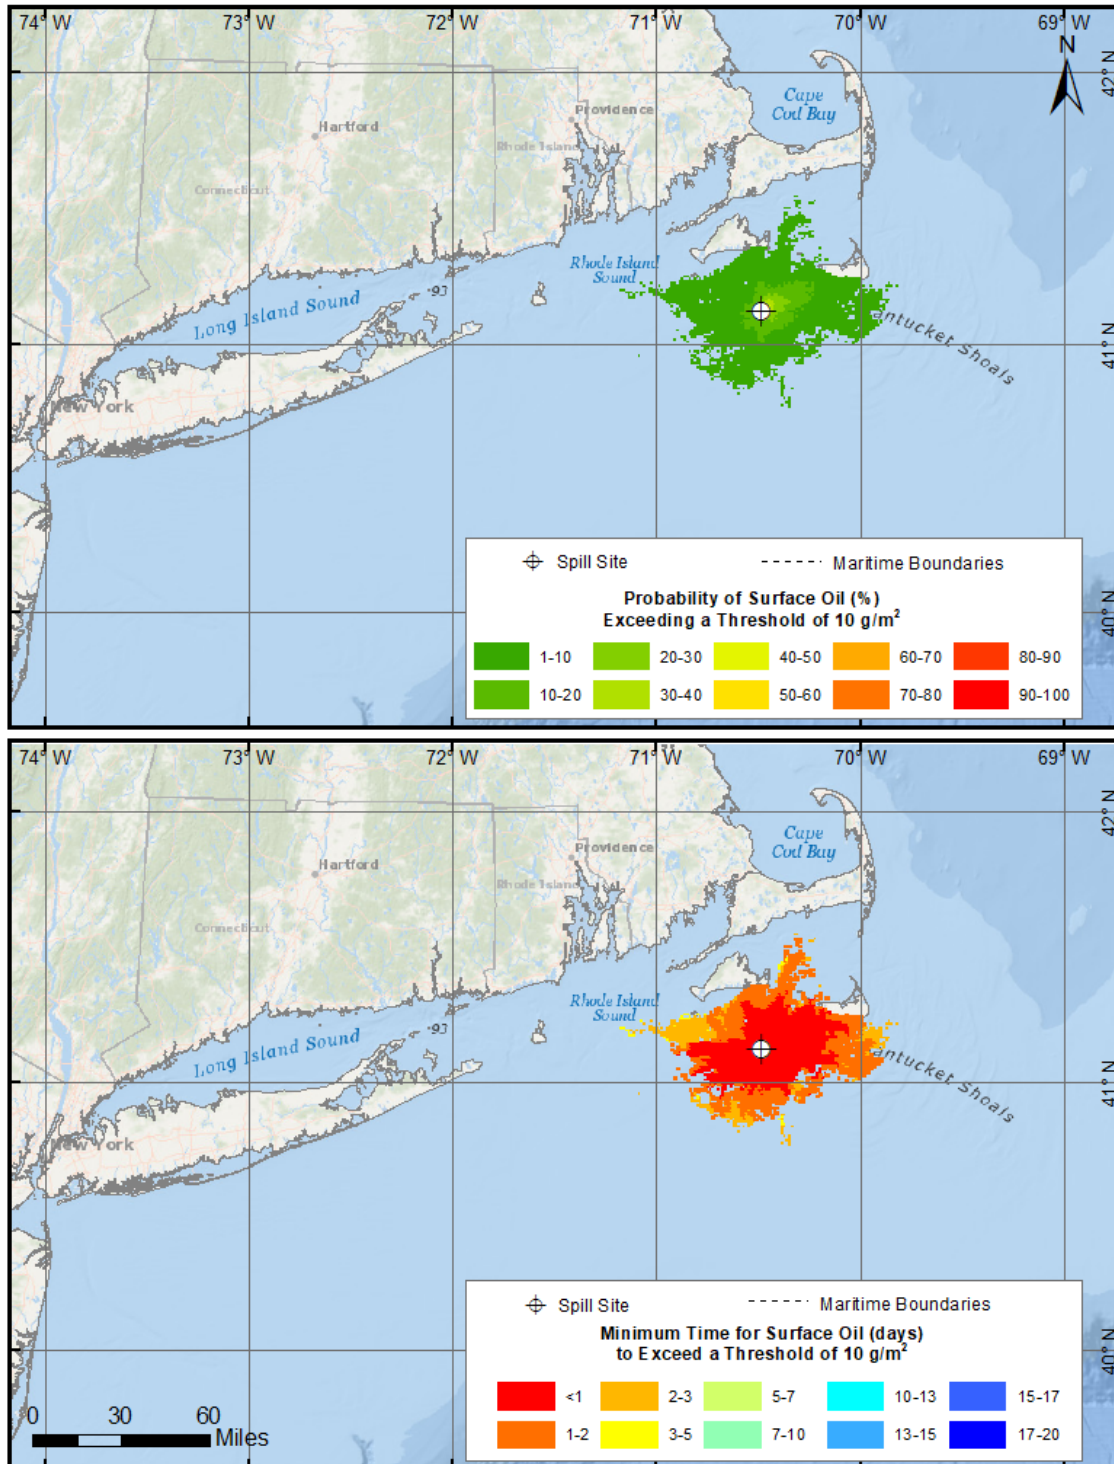 74° W 73° W 72° W 71° W 70° W 69° W
N
42° N
Cape
Cod Bay
Providence
Hartford
Rhode Island
Connecticut
Rhode Island
Sound
93
Long Island Sound
antucket Shoals
41° N
New York
Spill Site
Maritime Boundaries
Probability of Surface Oil (%)
Exceeding a Threshold of 10 g/m²
1-10 20-30 40-50 60-70 80-90
10-20 30-40 50-60 70-80 90-100
40° N
74° W 73° W 72° W 71° W 70° W 69° W
42° N
Cape
Cod Bay
Providence
Hartford
Rhode Island
Connecticut
Rhode Island
Sound
93
Long Island Sound
antucket Shoals
41° N
New York
Spill Site
Maritime Boundaries
Minimum Time for Surface Oil (days)
to Exceed a Threshold of 10 g/m²
<1 2-3 5-7 10-13 15-17
1-2 3-5 7-10 13-15 17-20
40° N
0 30 60
Miles